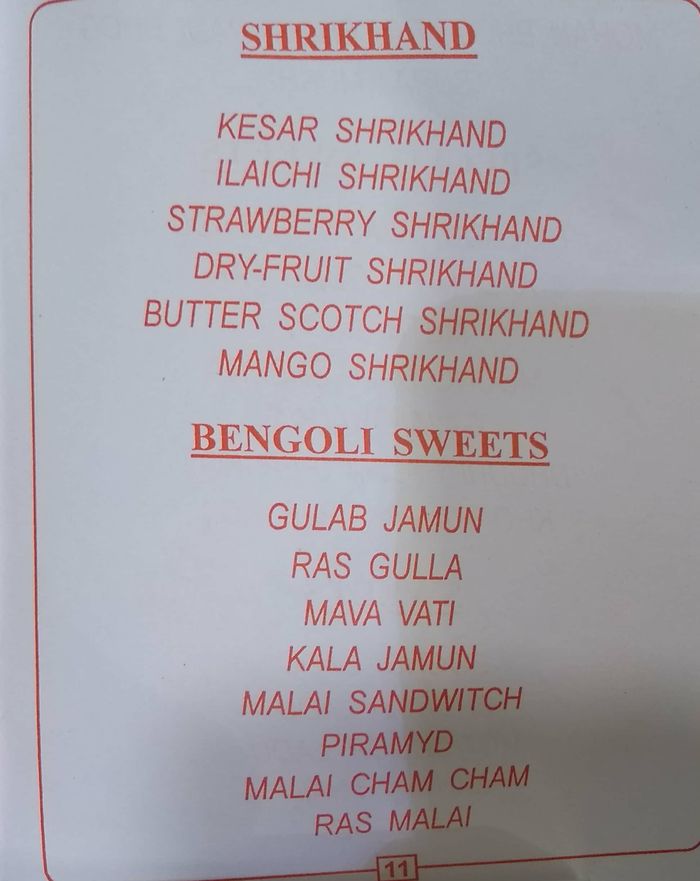 SHRIKHAND
KESAR SHRIKHAND
ILAICHI SHRIKHAND
STRAWBERRY SHRIKHAND
DRY-FRUIT SHRIKHAND
BUTTER SCOTCH SHRIKHAND
MANGO SHRIKHAND
BENGOLI SWEETS
GULAB JAMUN
RAS GULLA
MAVA VATI
KALA JAMUN
MALAI SANDWITCH
PIRAMYD
MALAI CHAM CHAM
RAS MALAI
11